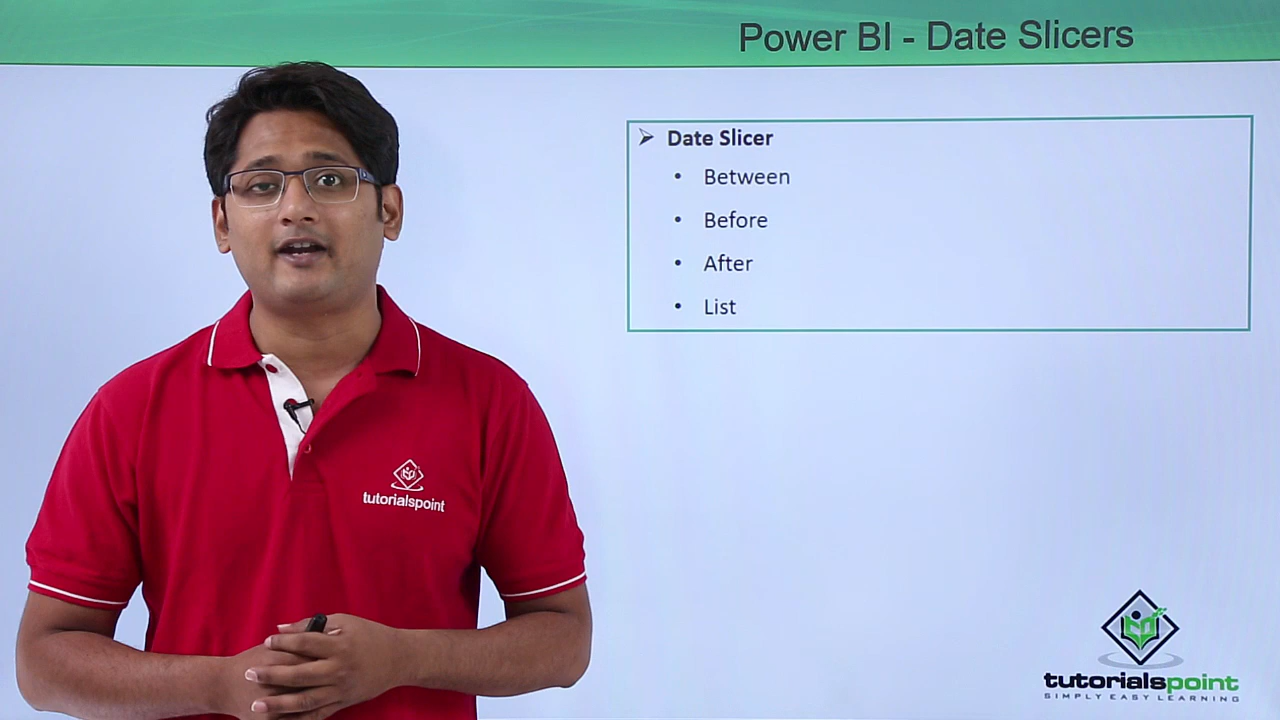 Power BI - Date Slicers
Date Slicer
Between
Before
After
List
tutorialspoint
tutorialspoint
SIMPLY EASY LEARNING